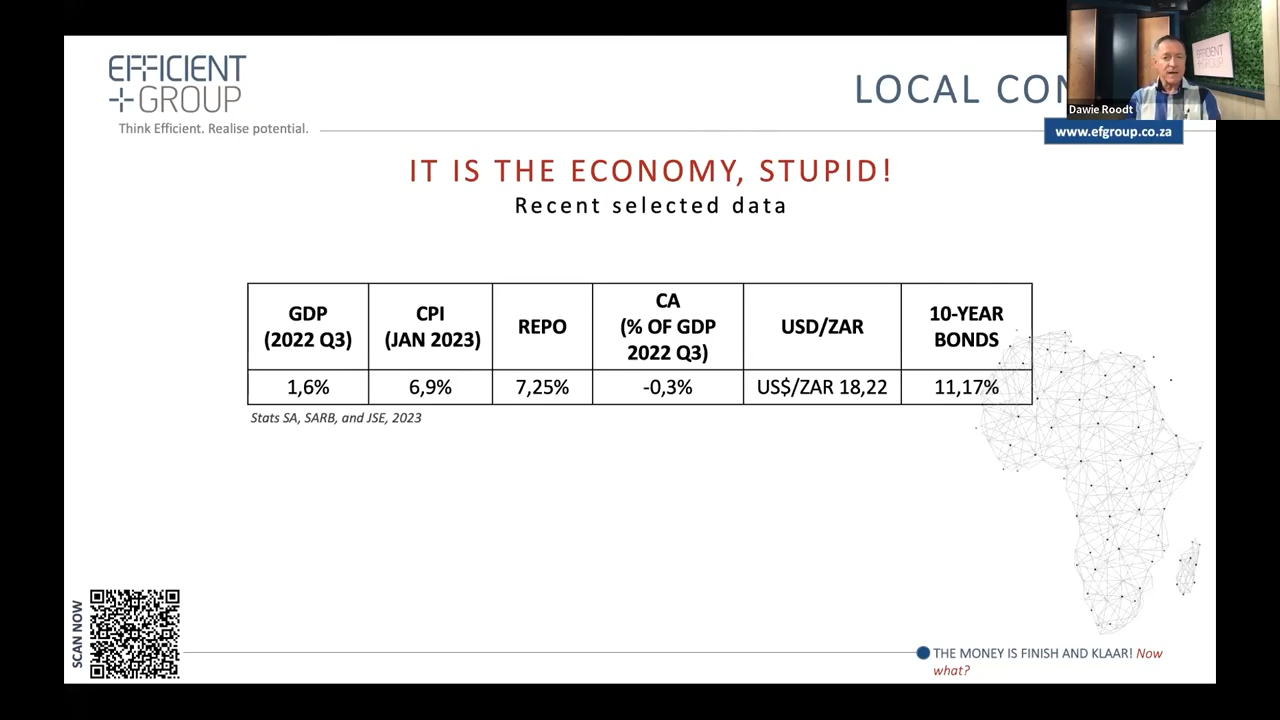 EFFICIENT
GROUP
Think Efficient. Realise potential.
LOCAL CON
Dawie Roodt
EFFICIENT
GROUP
www.efgroup.co.za
IT IS THE ECONOMY, STUPID!
Recent selected data
GDP
(2022 Q3)
CPI
(JAN 2023)
REPO
CA
(% OF GDP
2022 Q3)
USD/ZAR
10-YEAR
BONDS
1,6%
6,9%
7,25%
-0,3%
US$/ZAR 18,22
11,17%
Stats SA, SARB, and JSE, 2023
SCAN NOW
THE MONEY IS FINISH AND KLAAR! Now
what?